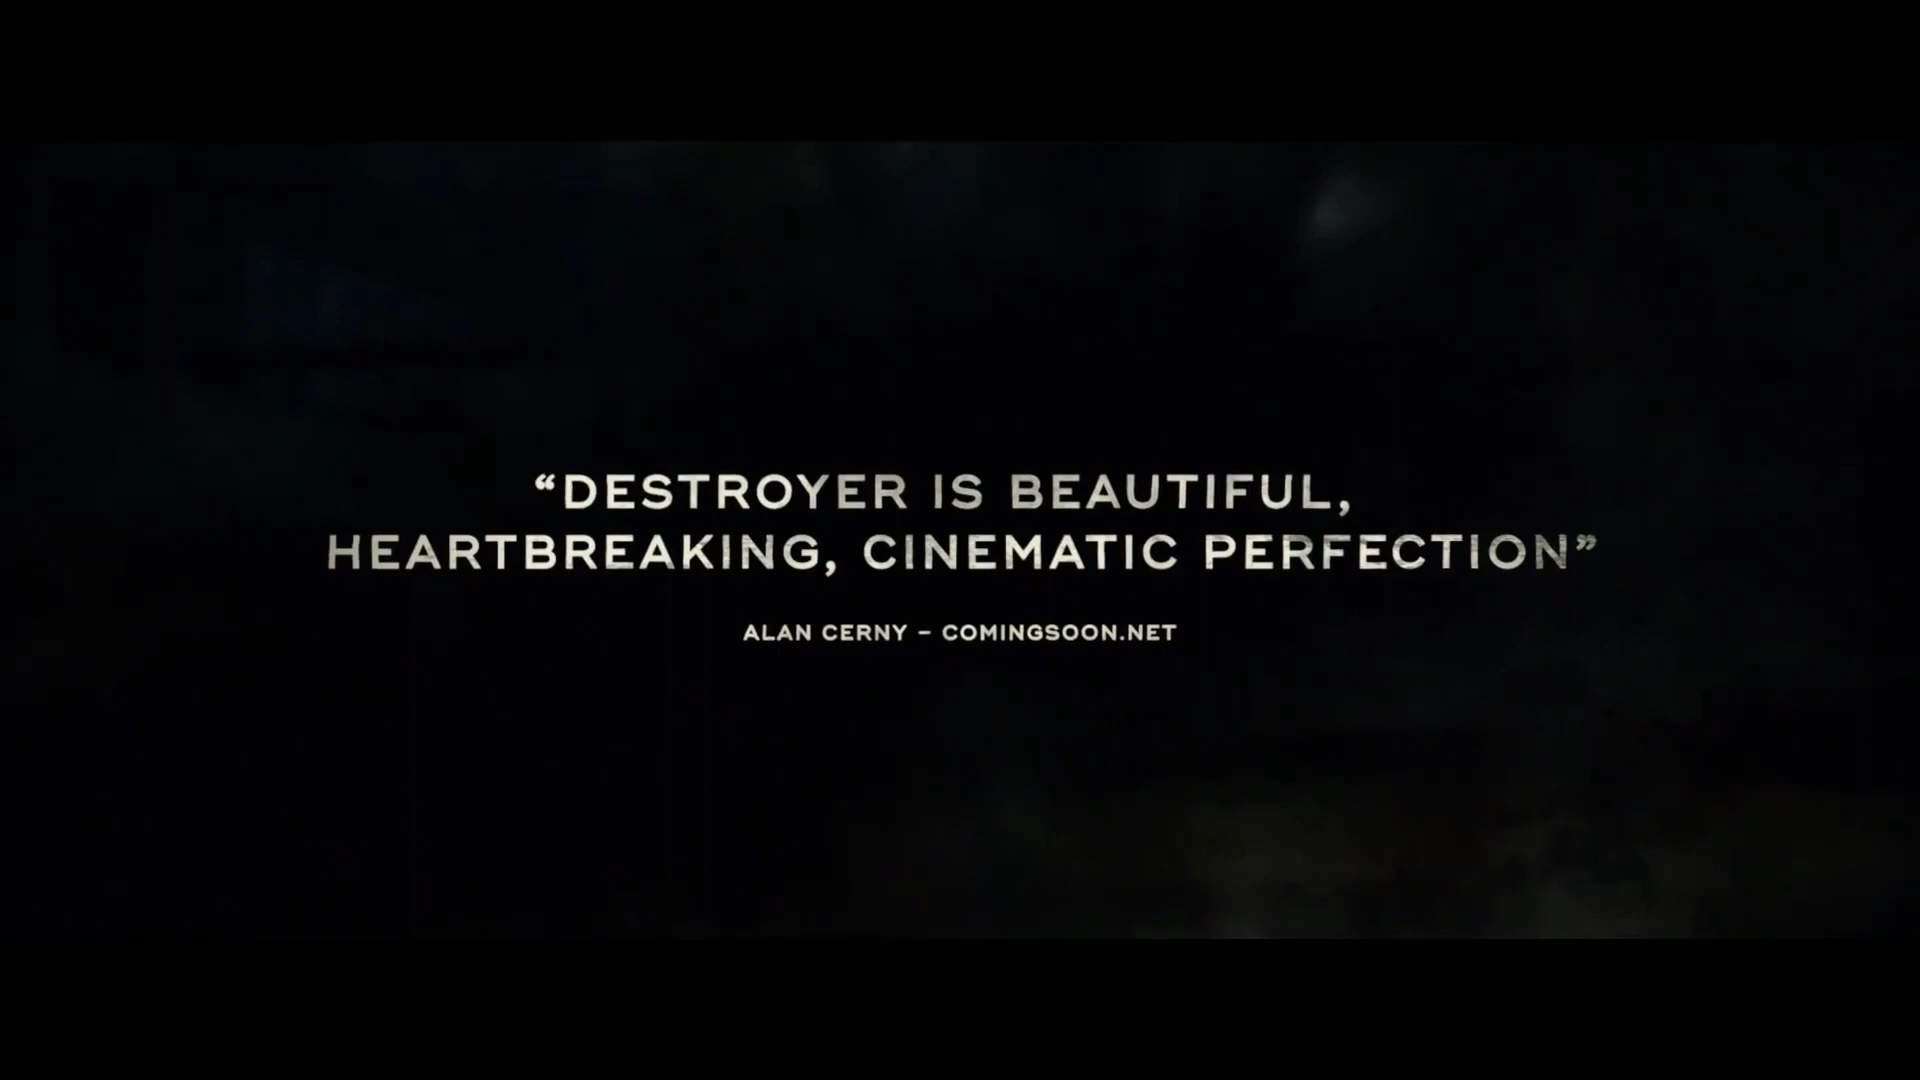 “DESTROYER IS BEAUTIFUL,
HEARTBREAKING, CINEMATIC PERFECTION”
ALAN CERNY – COMINGSOON.NET